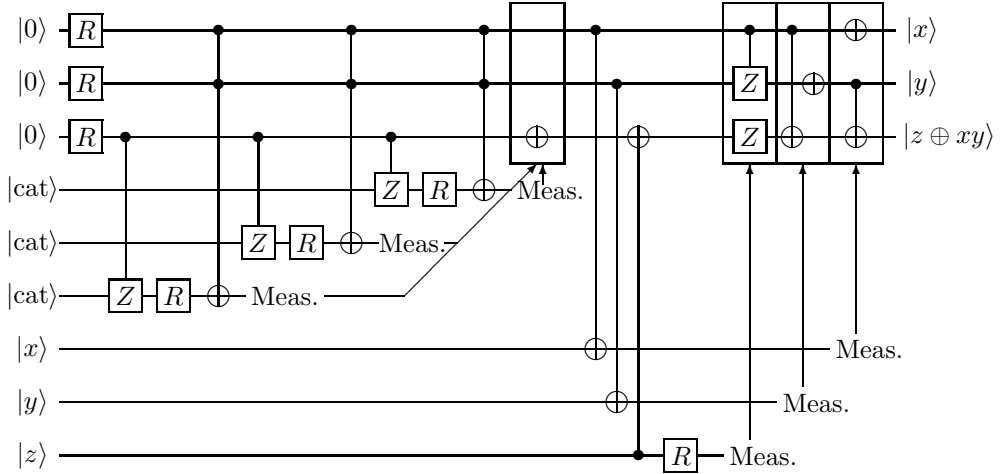 |0⟩ R |x⟩
|0⟩ R Z |y⟩
|0⟩ R Z |z ⊕ xy⟩
|cat⟩ Z R Meas.
|cat⟩ Z R Meas.
|cat⟩ Z R Meas.
|x⟩ Meas.
|y⟩ Meas.
|z⟩ R Meas.